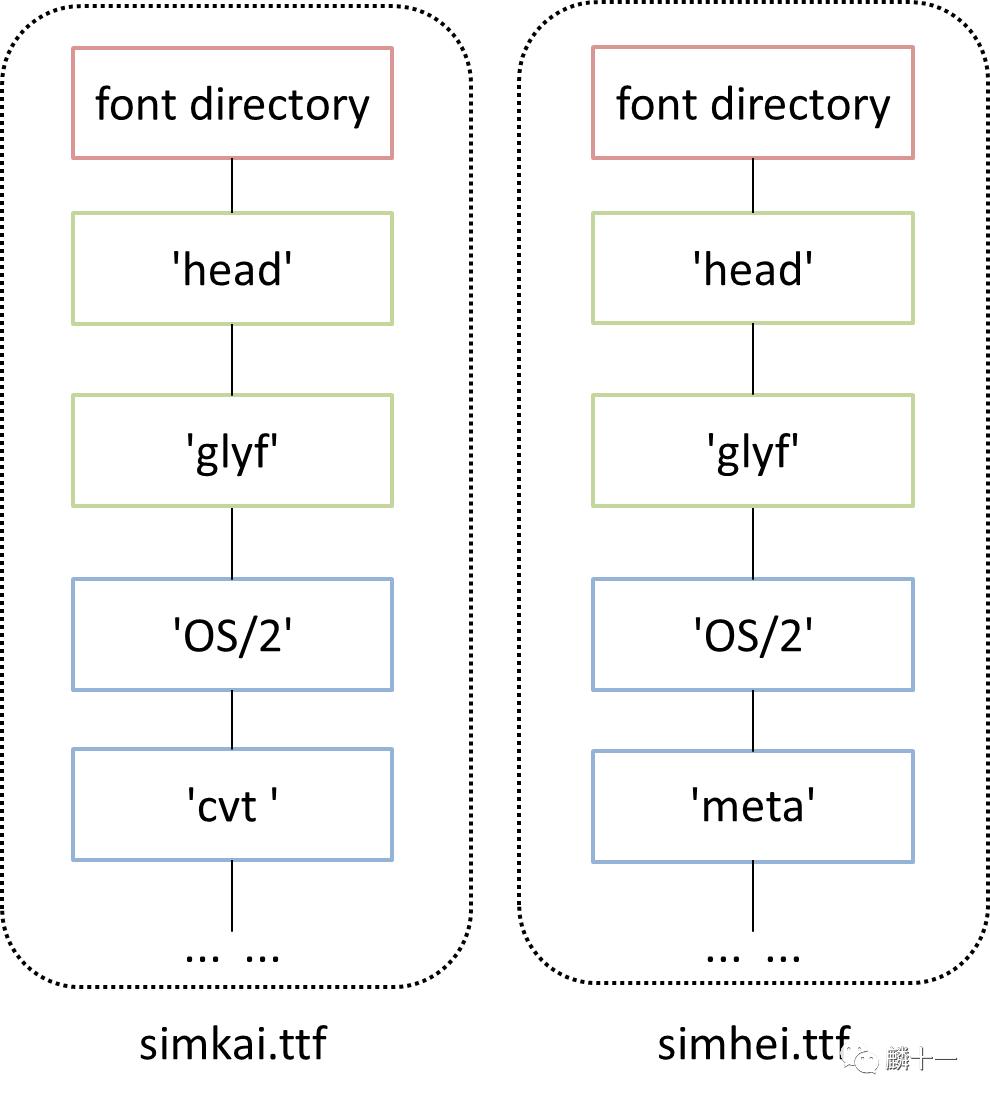 font directory
'head'
'glyf'
'OS/2'
'cvt '
... ...
simkai.ttf
font directory
'head'
'glyf'
'OS/2'
'meta'
... ...
simhei.ttf
麟十一